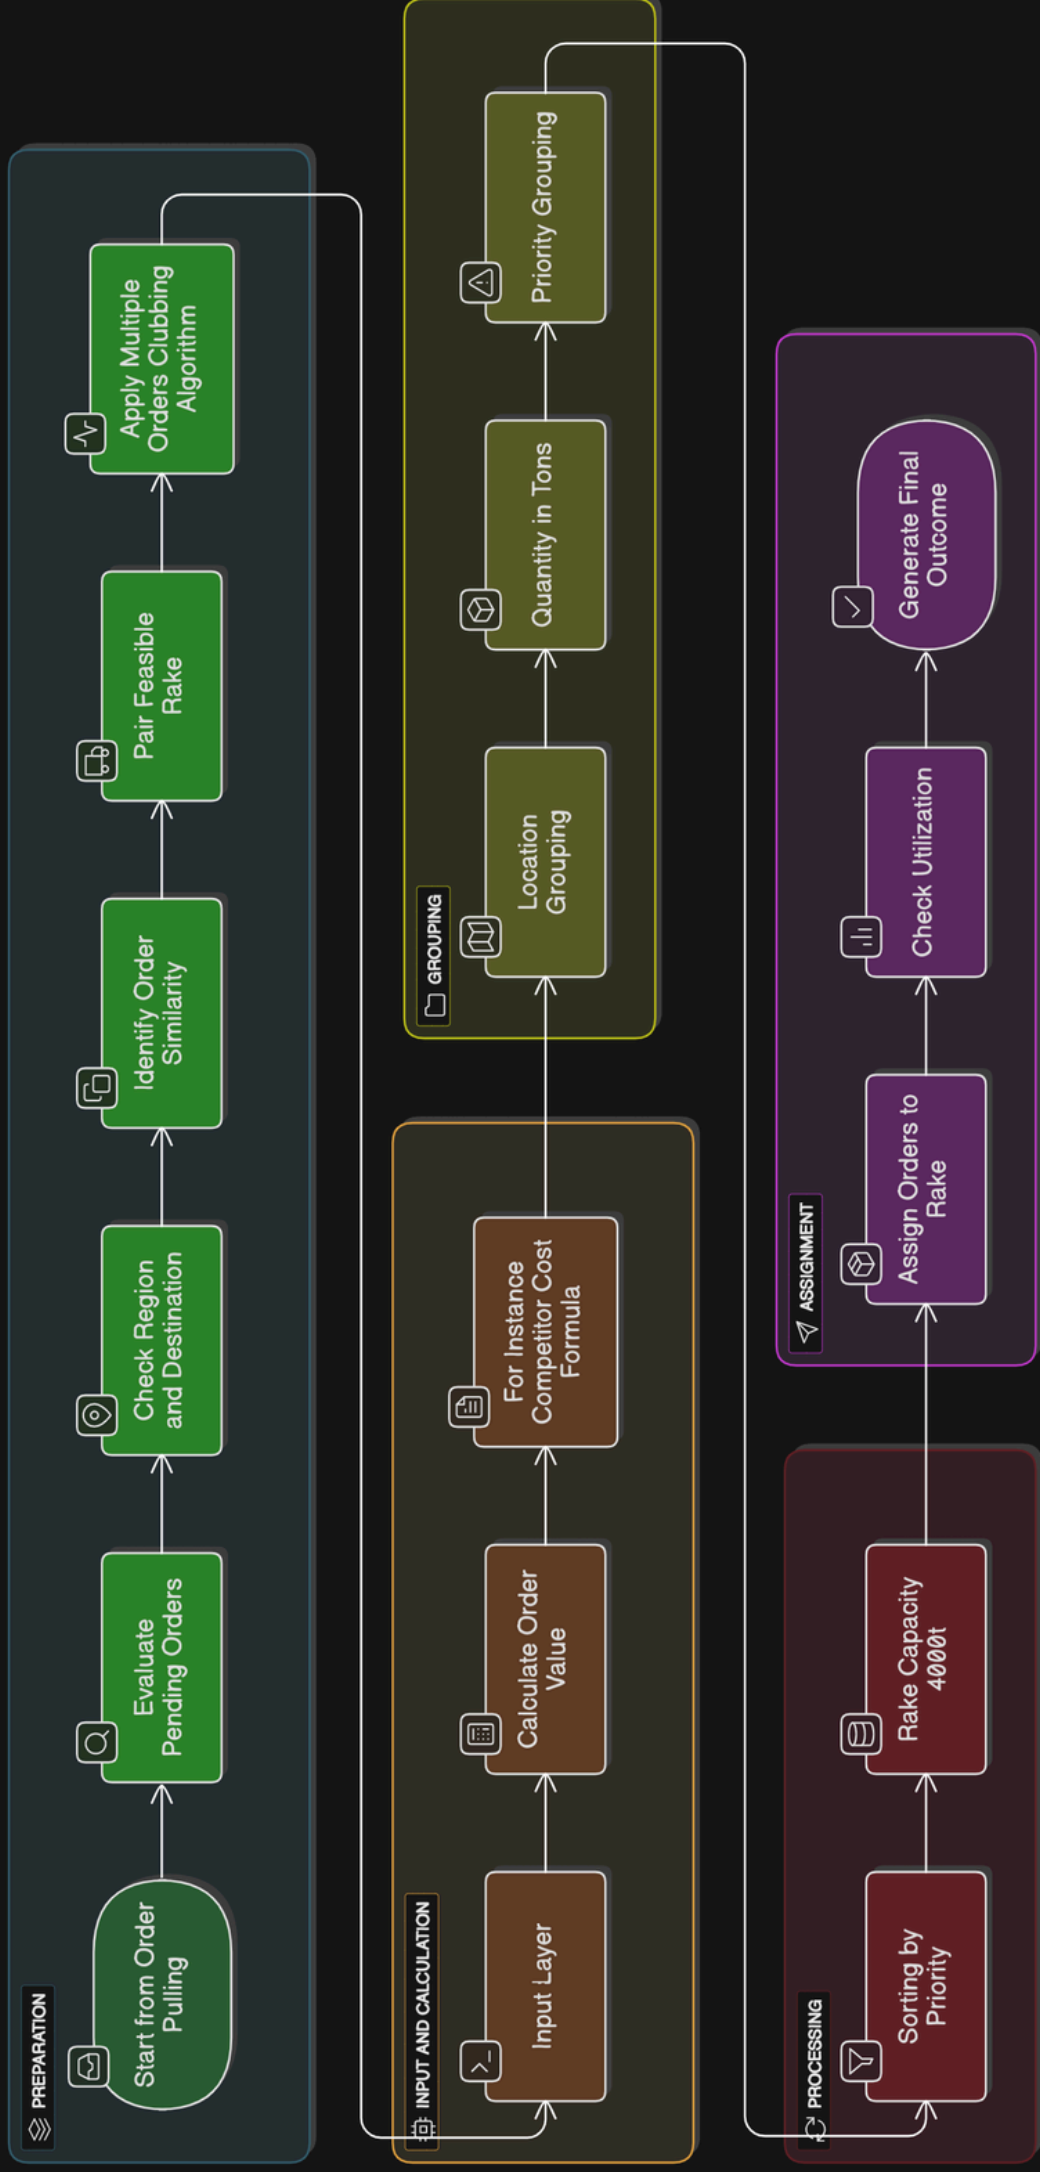 PREPARATION
Start from Order
Pulling
Evaluate
Pending Orders
Check Region
and Destination
Identify Order
Similarity
Pair Feasible
Rake
Apply Multiple
Orders Clubbing
Algorithm
INPUT AND CALCULATION
Input Layer
Calculate Order
Value
For Instance
Competitor Cost
Formula
GROUPING
Location
Grouping
Quantity in Tons
Priority Grouping
PROCESSING
Sorting by
Priority
Rake Capacity
4000t
ASSIGNMENT
Assign Orders to
Rake
Check Utilization
Generate Final
Outcome